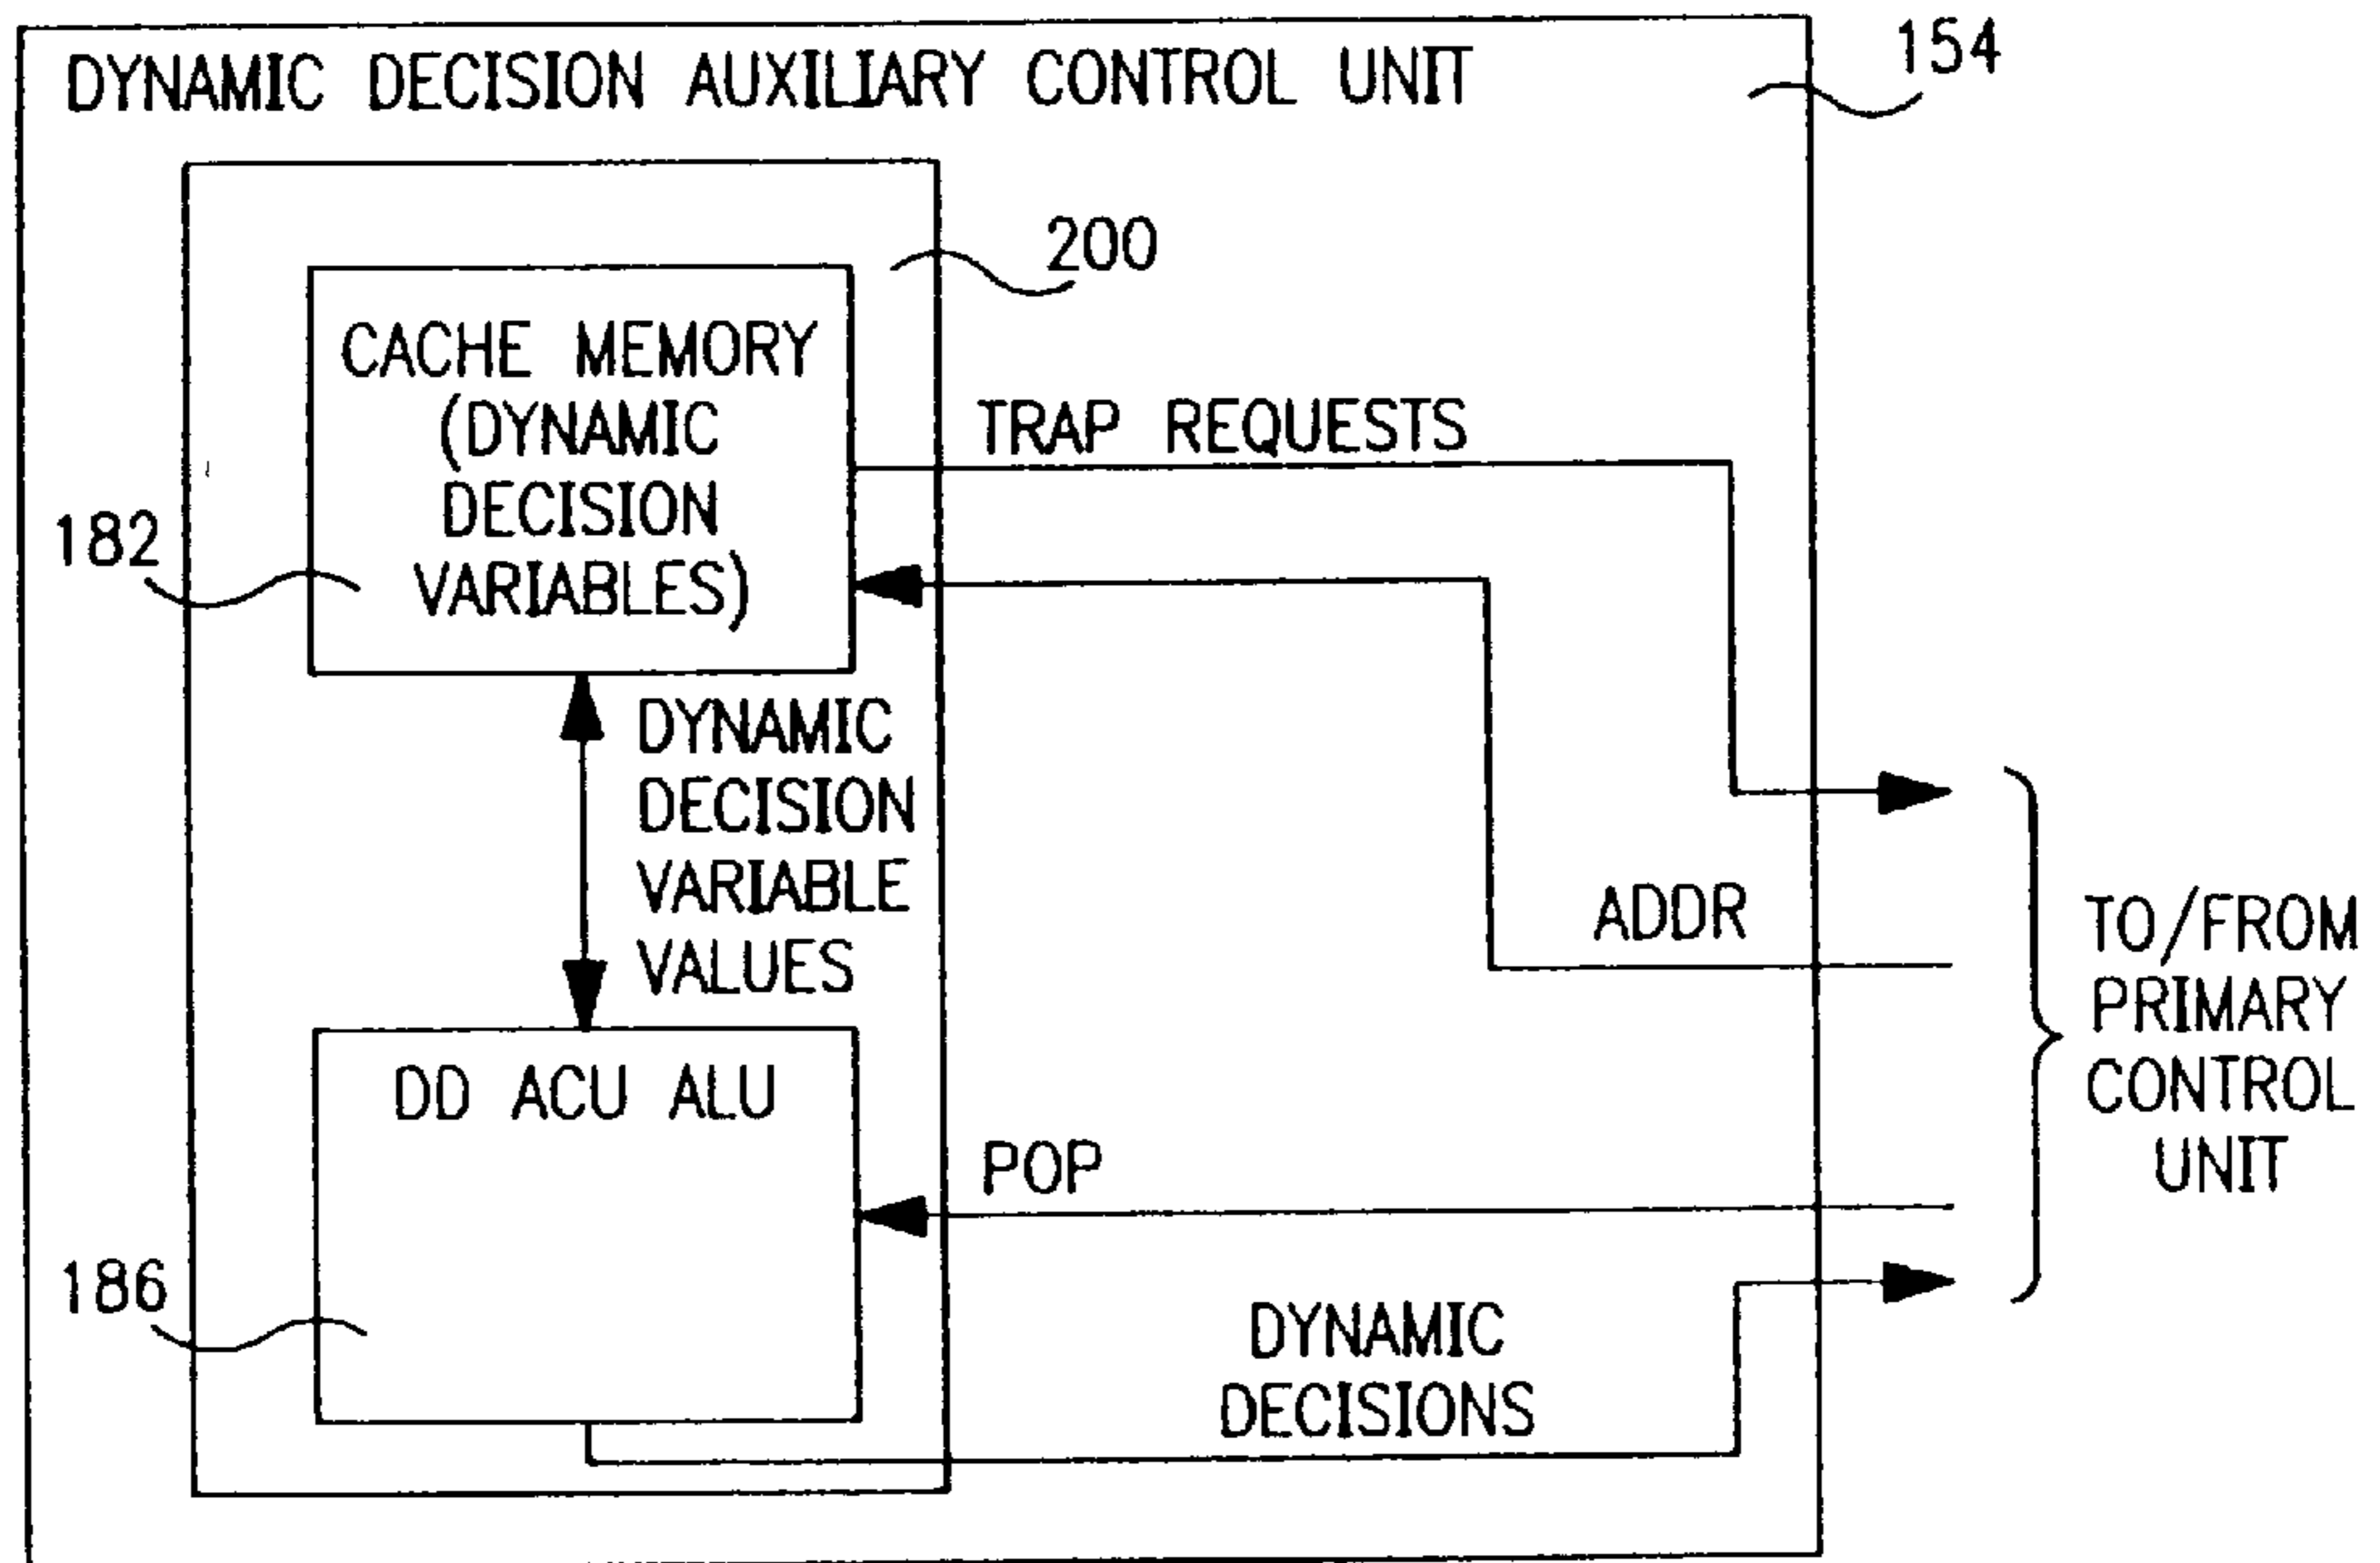 DYNAMIC DECISION AUXILIARY CONTROL UNIT
154
200
CACHE MEMORY
(DYNAMIC
DECISION
VARIABLES)
182
TRAP REQUESTS
DYNAMIC
DECISION
VARIABLE
VALUES
ADDR
TO/FROM
PRIMARY
CONTROL
UNIT
DD ACU ALU
POP
186
DYNAMIC
DECISIONS